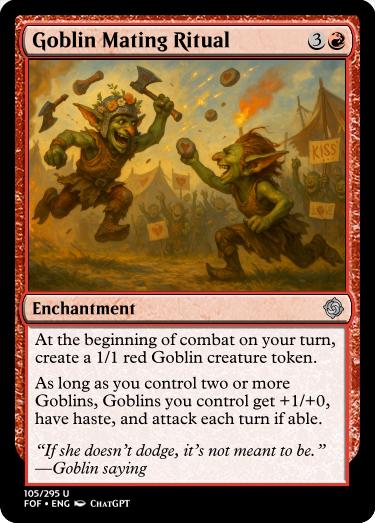 Goblin Mating Ritual 3
KISS
Enchantment
At the beginning of combat on your turn,
create a 1/1 red Goblin creature token.
As long as you control two or more
Goblins, Goblins you control get +1/+0,
have haste, and attack each turn if able.
“If she doesn’t dodge, it’s not meant to be.”
—Goblin saying
105/295 U
FOF • ENG ChatGPT